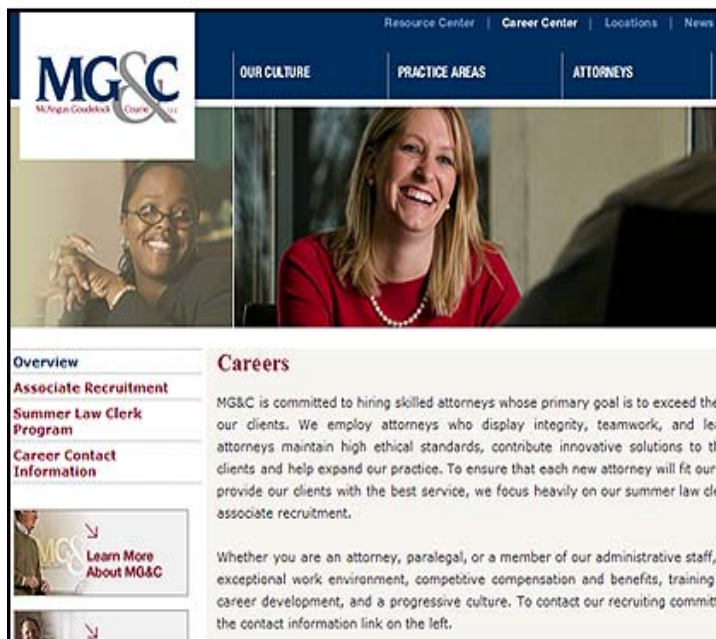 Resource Center | Career Center | Locations | News
MG&C
McAngus Goudelock & Courie LLC
OUR CULTURE
PRACTICE AREAS
ATTORNEYS
Overview
Associate Recruitment
Summer Law Clerk
Program
Career Contact
Information
MG&C
Learn More
About MG&C
Careers
MG&C is committed to hiring skilled attorneys whose primary goal is to exceed the
our clients. We employ attorneys who display integrity, teamwork, and lea
attorneys maintain high ethical standards, contribute innovative solutions to t
clients and help expand our practice. To ensure that each new attorney will fit our
provide our clients with the best service, we focus heavily on our summer law cle
associate recruitment.
Whether you are an attorney, paralegal, or a member of our administrative staff,
exceptional work environment, competitive compensation and benefits, training
career development, and a progressive culture. To contact our recruiting committ
the contact information link on the left.